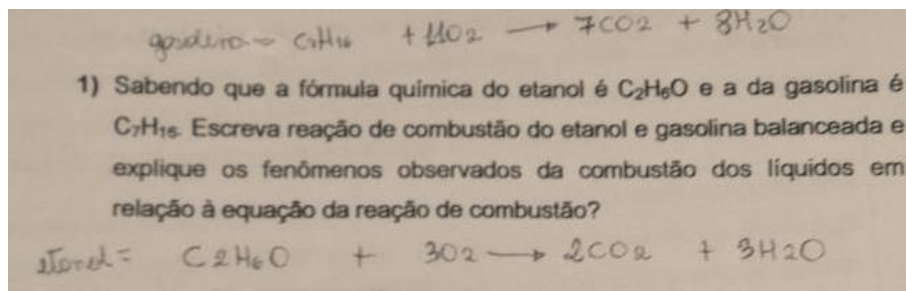 gasolina = C7H16 + 11O2 → 7CO2 + 8H2O
1) Sabendo que a fórmula química do etanol é C₂H₆O e a da gasolina é
C₇H₁₆. Escreva reação de combustão do etanol e gasolina balanceada e
explique os fenômenos observados da combustão dos líquidos em
relação à equação da reação de combustão?
etanol = C2H6O + 3O2 → 2CO2 + 3H2O